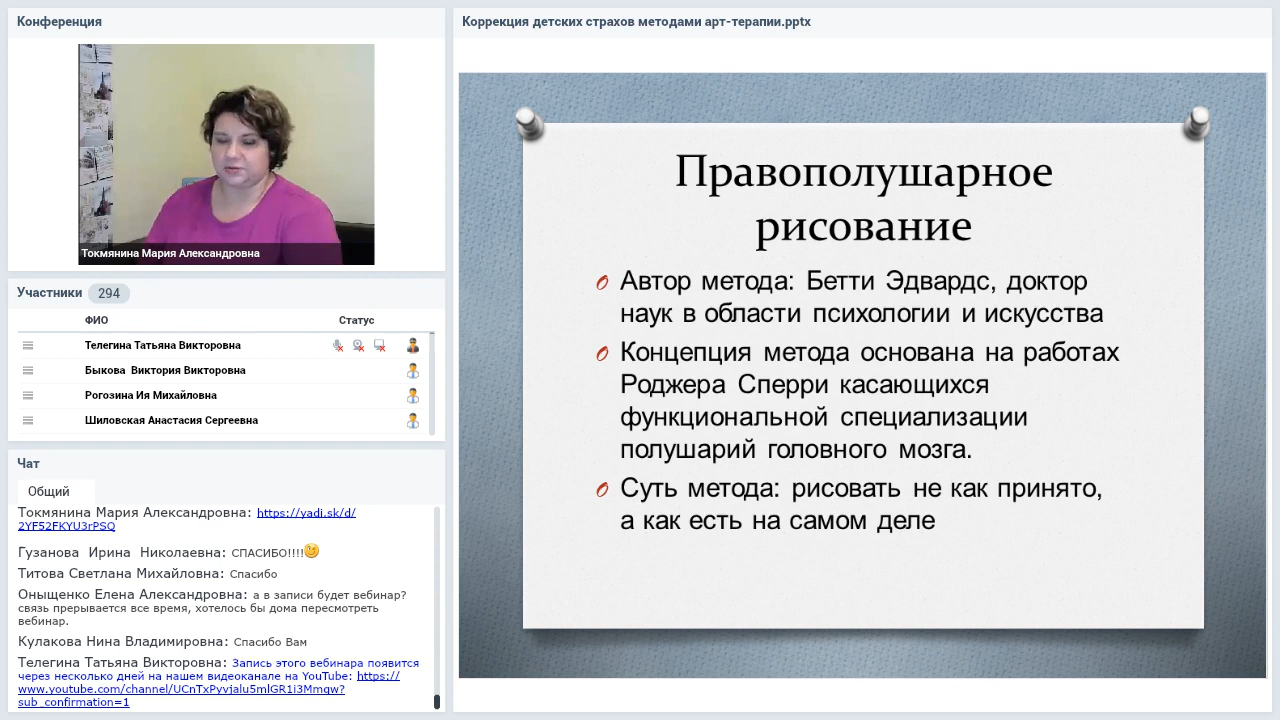 Конференция
Токмянина Мария Александровна
Участники 294
ФИО Статус
Телегина Татьяна Викторовна
Быкова Виктория Викторовна
Рогозина Ия Михайловна
Шиловская Анастасия Сергеевна
Чат
Общий
Токмянина Мария Александровна: https://yadi.sk/d/
2YF52FKYU3rPSQ
Гузанова Ирина Николаевна: СПАСИБО!!!!
Титова Светлана Михайловна: Спасибо
Оныщенко Елена Александровна: а в записи будет вебинар?
связь прерывается все время, хотелось бы дома пересмотреть
вебинар.
Кулакова Нина Владимировна: Спасибо Вам
Телегина Татьяна Викторовна: Запись этого вебинара появится
через несколько дней на нашем видеоканале на YouTube: https://
www.youtube.com/channel/UCnTxPyvjalu5mlGR1i3Mmqw?
sub_confirmation=1
Коррекция детских страхов методами арт-терапии.pptx
Правополушарное
рисование
Автор метода: Бетти Эдвардс, доктор
наук в области психологии и искусства
Концепция метода основана на работах
Роджера Сперри касающихся
функциональной специализации
полушарий головного мозга.
Суть метода: рисовать не как принято,
а как есть на самом деле